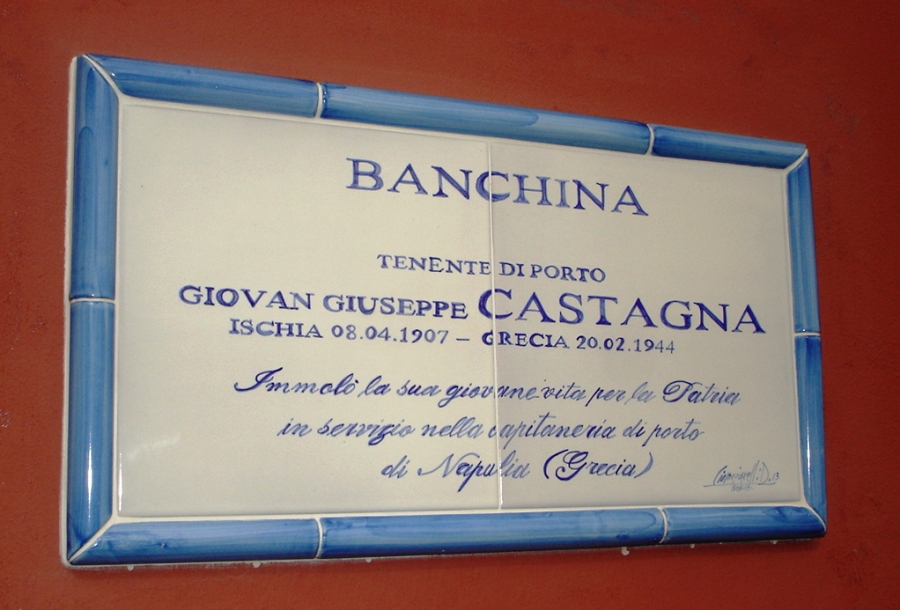 BANCHINA
TENENTE DI PORTO
GIOVAN GIUSEPPE CASTAGNA
ISCHIA 08.04.1907 – GRECIA 20.02.1944
Immolò la sua giovane vita per la Patria
in servizio nella capitaneria di porto
di Napulia (Grecia)